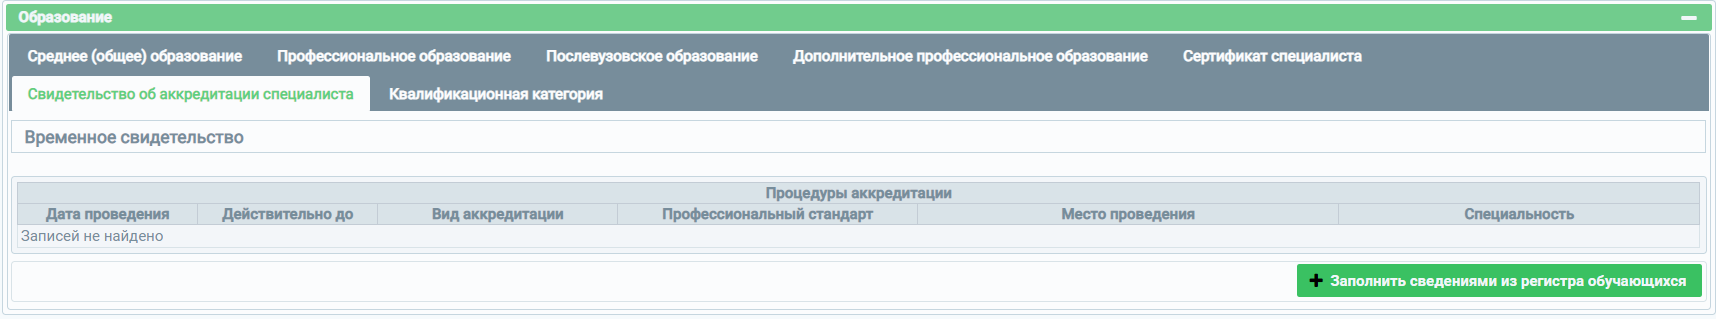 Образование
Среднее (общее) образование Профессиональное образование Послевузовское образование Дополнительное профессиональное образование Сертификат специалиста
Свидетельство об аккредитации специалиста Квалификационная категория
Временное свидетельство
Процедуры аккредитации
Дата проведения Действительно до Вид аккредитации Профессиональный стандарт Место проведения Специальность
Записей не найдено
Заполнить сведениями из регистра обучающихся